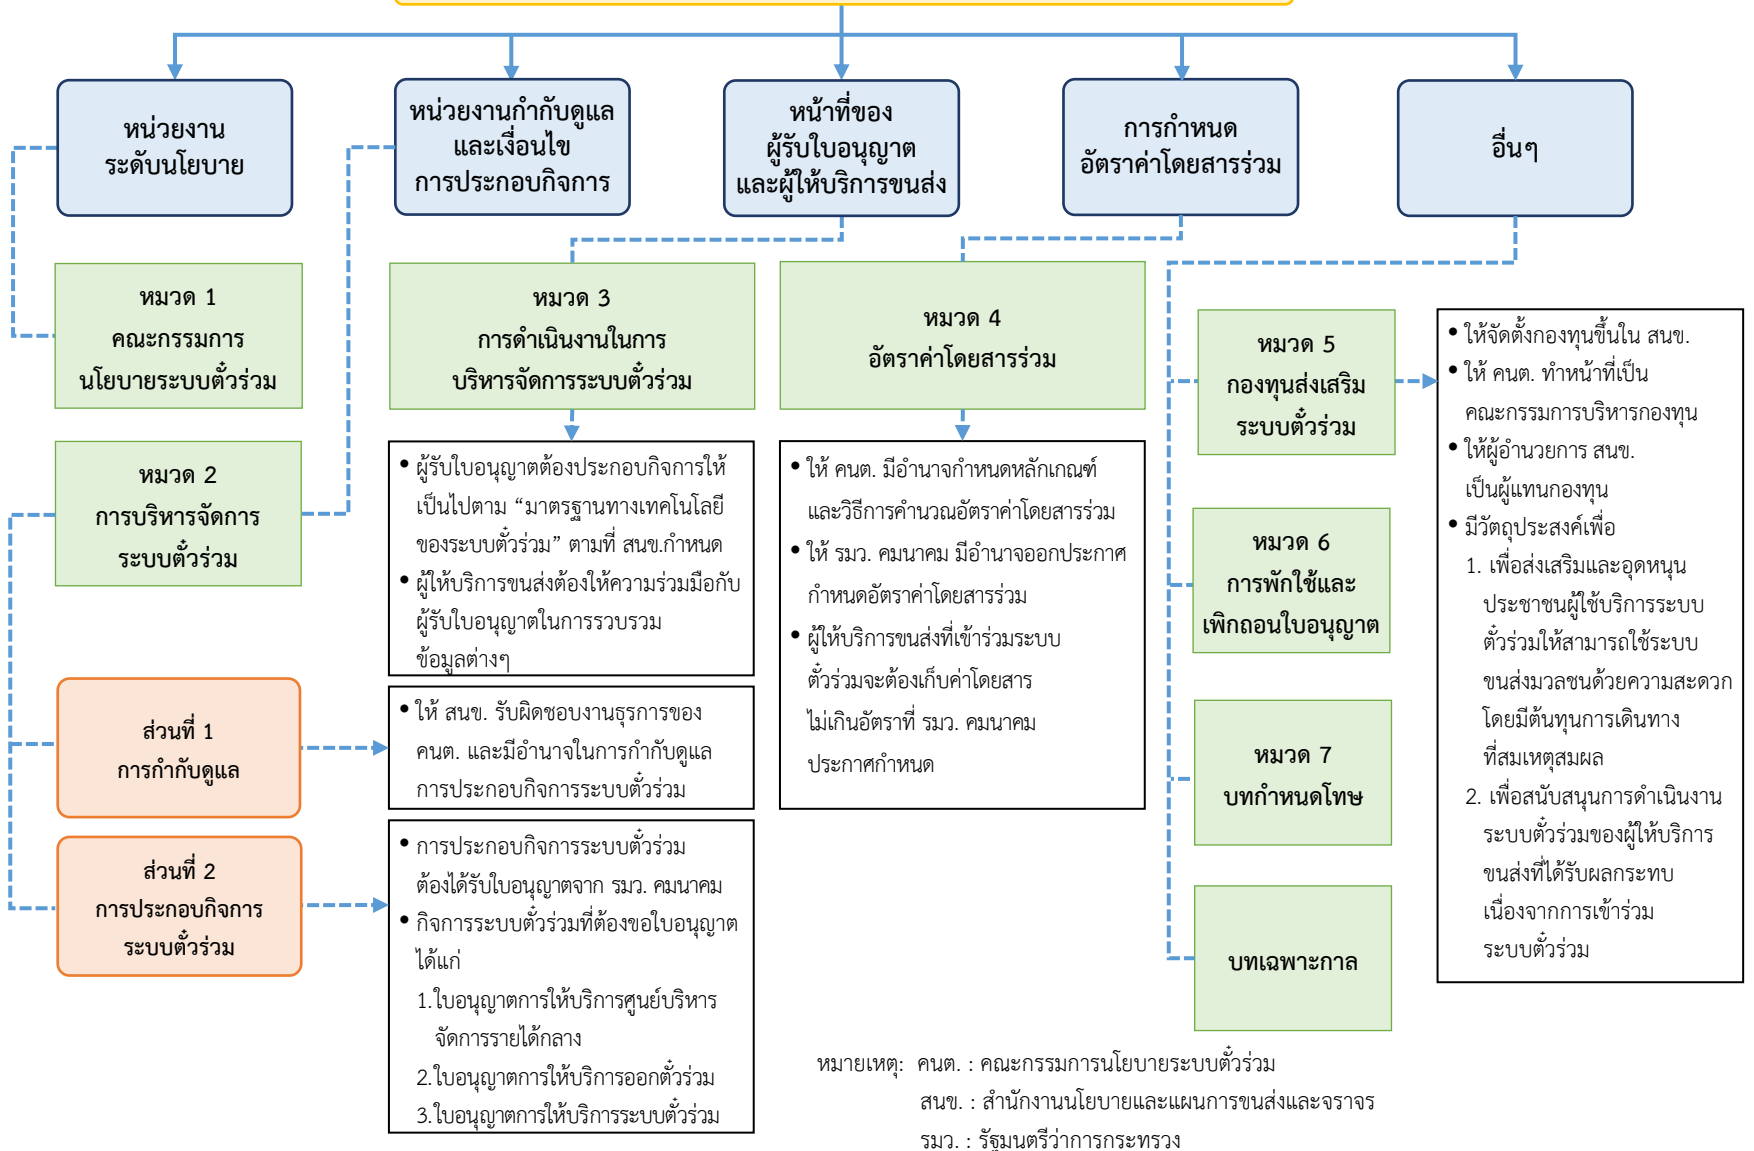 หน่วยงาน
ระดับนโยบาย
หน่วยงานกำกับดูแล
และเงื่อนไข
การประกอบกิจการ
หน้าที่ของ
ผู้รับใบอนุญาต
และผู้ให้บริการขนส่ง
การกำหนด
อัตราค่าโดยสารร่วม
อื่นๆ
หมวด 1
คณะกรรมการ
นโยบายระบบตั๋วร่วม
หมวด 2
การบริหารจัดการ
ระบบตั๋วร่วม
ส่วนที่ 1
การกำกับดูแล
ส่วนที่ 2
การประกอบกิจการ
ระบบตั๋วร่วม
หมวด 3
การดำเนินงานในการ
บริหารจัดการระบบตั๋วร่วม
• ผู้รับใบอนุญาตต้องประกอบกิจการให้
เป็นไปตาม “มาตรฐานทางเทคโนโลยี
ของระบบตั๋วร่วม” ตามที่ สนข.กำหนด
• ผู้ให้บริการขนส่งต้องให้ความร่วมมือกับ
ผู้รับใบอนุญาตในการรวบรวม
ข้อมูลต่างๆ
• ให้ สนข. รับผิดชอบงานธุรการของ
คนต. และมีอำนาจในการกำกับดูแล
การประกอบกิจการระบบตั๋วร่วม
• การประกอบกิจการระบบตั๋วร่วม
ต้องได้รับใบอนุญาตจาก รมว. คมนาคม
• กิจการระบบตั๋วร่วมที่ต้องขอใบอนุญาต
ได้แก่
1.ใบอนุญาตการให้บริการศูนย์บริหาร
จัดการรายได้กลาง
2.ใบอนุญาตการให้บริการออกตั๋วร่วม
3.ใบอนุญาตการให้บริการระบบตั๋วร่วม
หมวด 4
อัตราค่าโดยสารร่วม
• ให้ คนต. มีอำนาจกำหนดหลักเกณฑ์
และวิธีการคำนวณอัตราค่าโดยสารร่วม
• ให้ รมว. คมนาคม มีอำนาจออกประกาศ
กำหนดอัตราค่าโดยสารร่วม
• ผู้ให้บริการขนส่งที่เข้าร่วมระบบ
ตั๋วร่วมจะต้องเก็บค่าโดยสาร
ไม่เกินอัตราที่ รมว. คมนาคม
ประกาศกำหนด
หมวด 5
กองทุนส่งเสริม
ระบบตั๋วร่วม
หมวด 6
การพักใช้และ
เพิกถอนใบอนุญาต
หมวด 7
บทกำหนดโทษ
บทเฉพาะกาล
• ให้จัดตั้งกองทุนขึ้นใน สนข.
• ให้ คนต. ทำหน้าที่เป็น
คณะกรรมการบริหารกองทุน
• ให้ผู้อำนวยการ สนข.
เป็นผู้แทนกองทุน
• มีวัตถุประสงค์เพื่อ
1. เพื่อส่งเสริมและอุดหนุน
ประชาชนผู้ใช้บริการระบบ
ตั๋วร่วมให้สามารถใช้ระบบ
ขนส่งมวลชนด้วยความสะดวก
โดยมีต้นทุนการเดินทาง
ที่สมเหตุสมผล
2. เพื่อสนับสนุนการดำเนินงาน
ระบบตั๋วร่วมของผู้ให้บริการ
ขนส่งที่ได้รับผลกระทบ
เนื่องจากการเข้าร่วม
ระบบตั๋วร่วม
หมายเหตุ: คนต. : คณะกรรมการนโยบายระบบตั๋วร่วม
สนข. : สำนักงานนโยบายและแผนการขนส่งและจราจร
รมว. : รัฐมนตรีว่าการกระทรวง